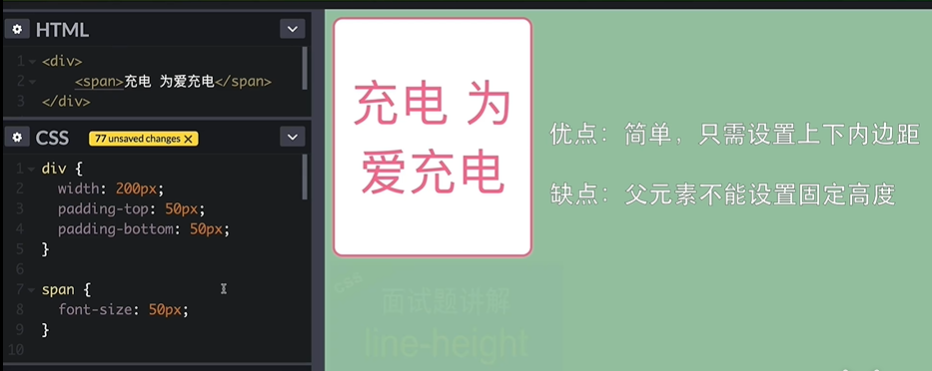 HTML
1 <div>
2 <span>充电 为爱充电</span>
3 </div>
CSS 77 unsaved changes ×
1 div {
2 width: 200px;
3 padding-top: 50px;
4 padding-bottom: 50px;
5 }
6
7 span {
8 font-size: 50px;
9 }
10
充电 为
爱充电
优点：简单，只需设置上下内边距
缺点：父元素不能设置固定高度
css
面试题讲解
line-height